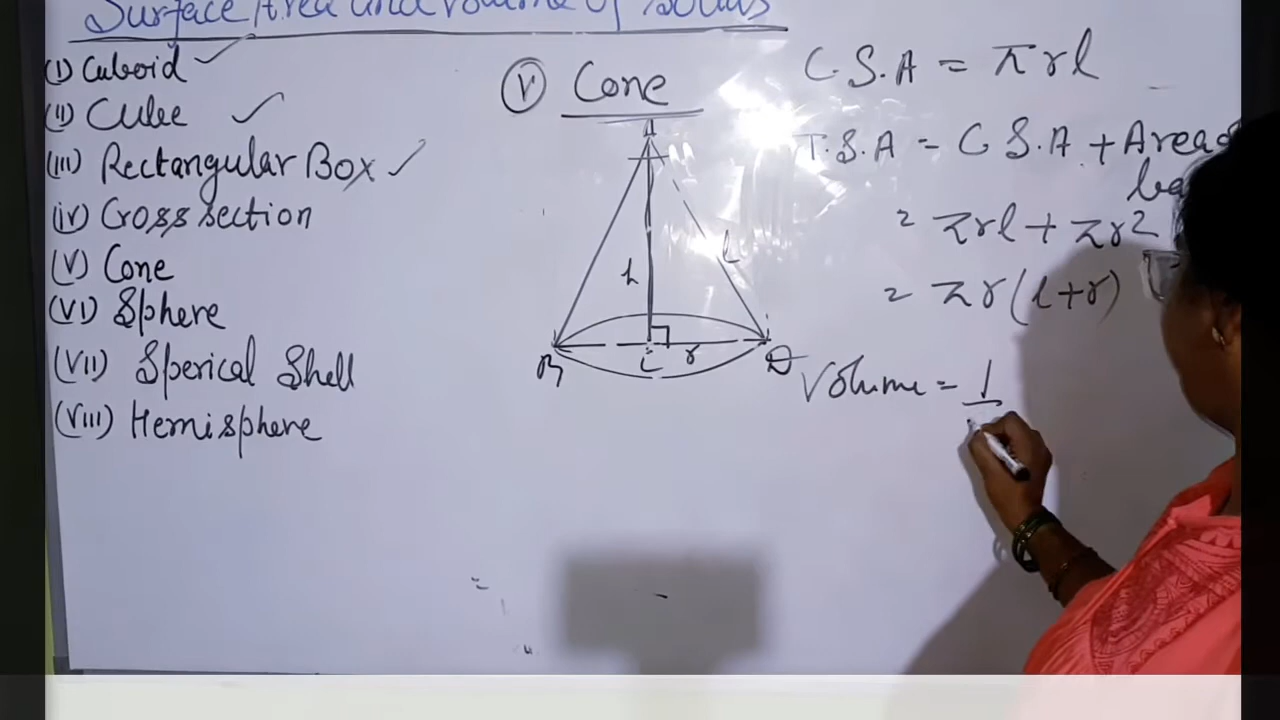 Surface Area and Volume of Solids
(I) Cuboid ✓
(II) Cube ✓
(III) Rectangular Box ✓
(iv) Cross section
(V) Cone
(VI) Sphere
(VII) Sperical Shell
(VIII) Hemisphere
(V) Cone
A
h
l
B
C
r
D
C.S.A = πrl
T.S.A = C.S.A + Area of
ba
= πrl + πr²
= πr(l+r)
Volume = 1